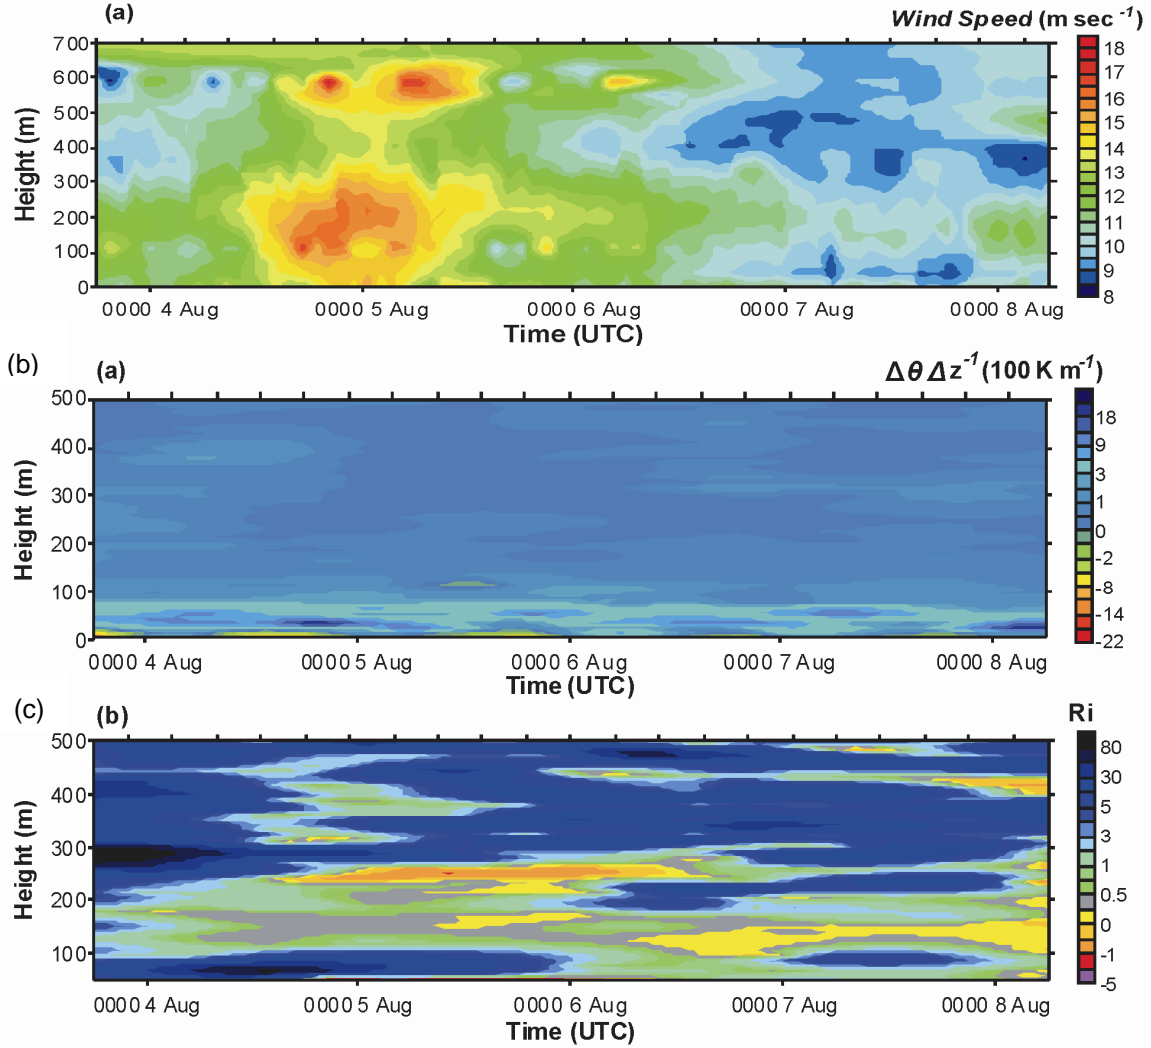 (a)
Wind Speed (m sec⁻¹)
700
600
500
400
300
200
100
0
Height (m)
18
17
16
15
14
13
12
11
10
9
8
0000 4 Aug
0000 5 Aug
0000 6 Aug
0000 7 Aug
0000 8 Aug
Time (UTC)
(b)
(a)
Δ θ Δ z⁻¹ (100 K m⁻¹)
500
400
300
200
100
0
Height (m)
18
9
3
1
0
-2
-8
-14
-22
0000 4 Aug
0000 5 Aug
0000 6 Aug
0000 7 Aug
0000 8 Aug
Time (UTC)
(c)
(b)
Ri
500
400
300
200
100
Height (m)
80
30
5
3
1
0.5
0
-1
-5
0000 4 Aug
0000 5 Aug
0000 6 Aug
0000 7 Aug
0000 8 Aug
Time (UTC)